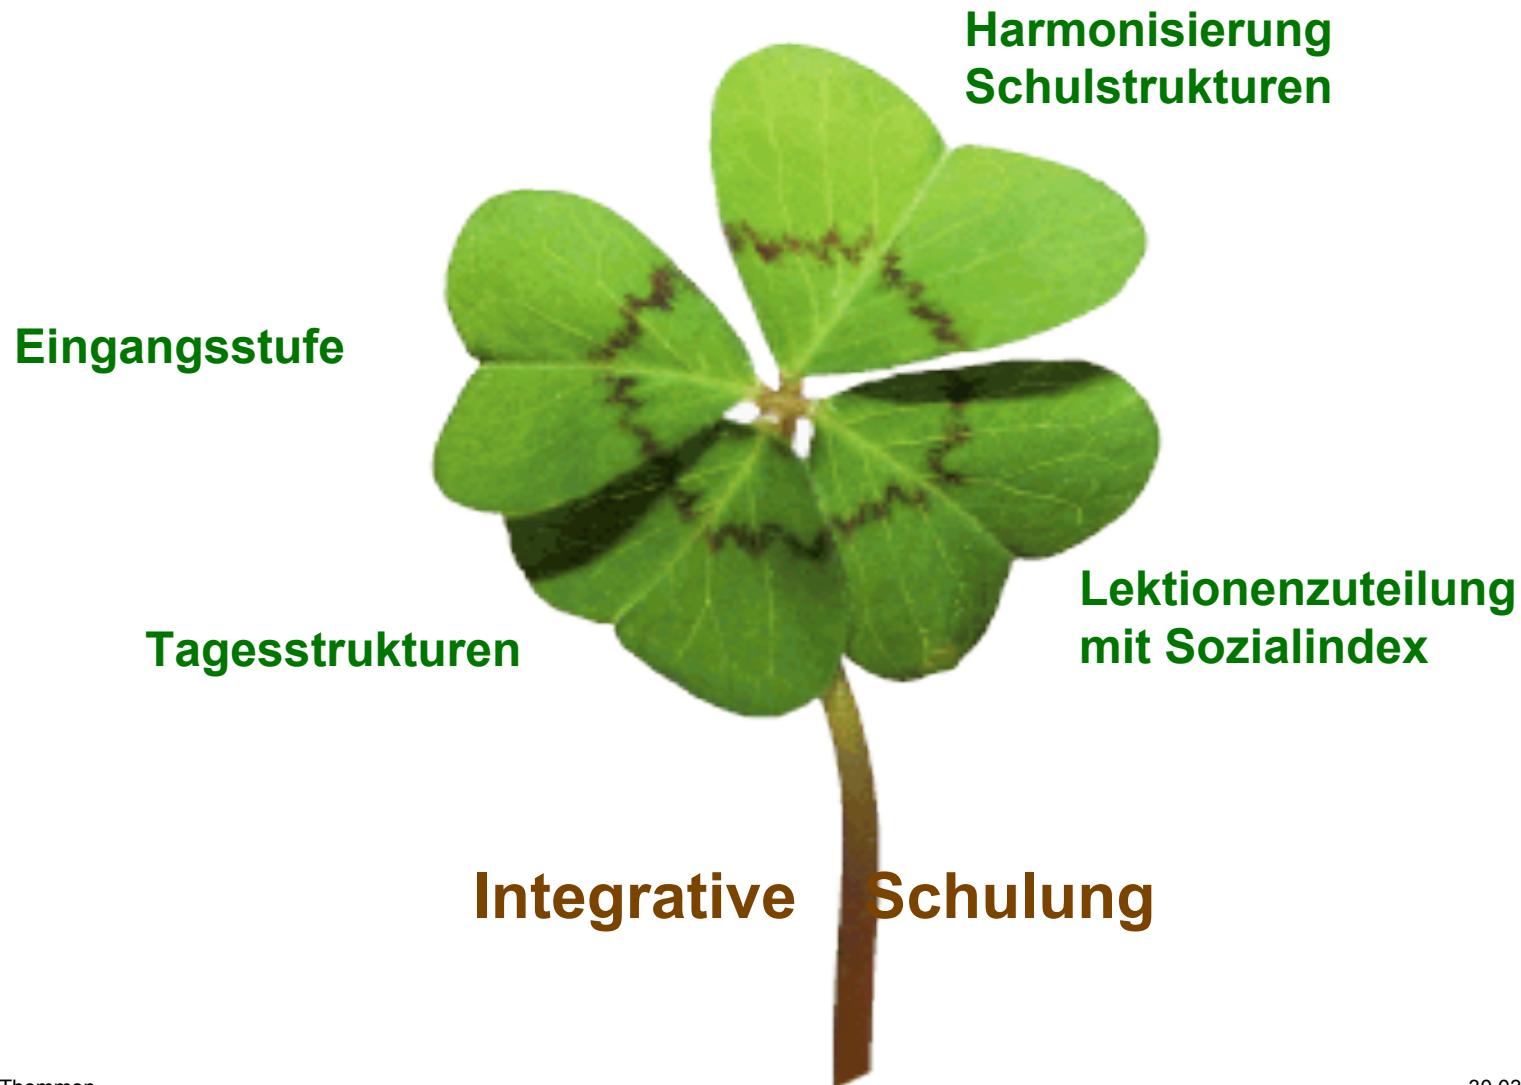 Harmonisierung
Schulstrukturen
Eingangsstufe
Lektionenzuteilung
mit Sozialindex
Tagesstrukturen
Integrative Schulung